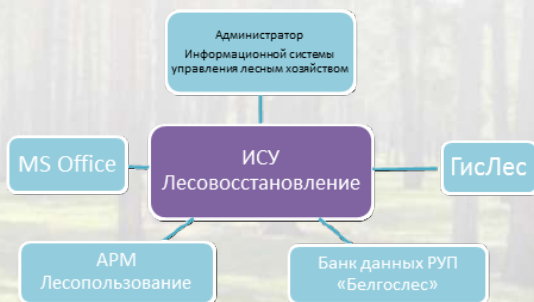 Администратор
Информационной системы
управления лесным хозяйством
ИСУ
Лесовосстановление
MS Office
ГисЛес
АРМ
Лесопользование
Банк данных РУП
«Белгослес»